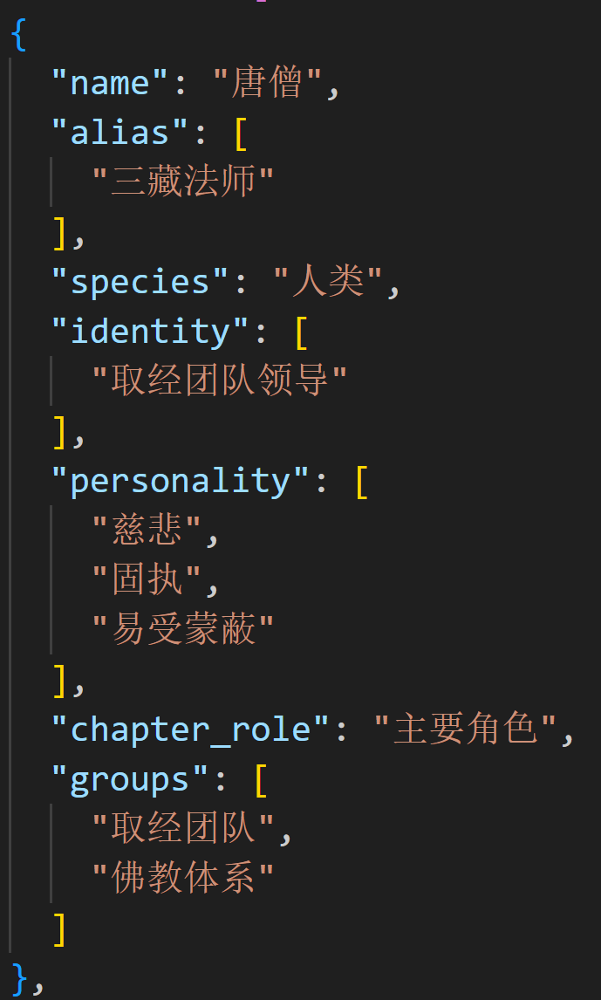 {
  "name": "唐僧",
  "alias": [
    "三藏法师"
  ],
  "species": "人类",
  "identity": [
    "取经团队领导"
  ],
  "personality": [
    "慈悲",
    "固执",
    "易受蒙蔽"
  ],
  "chapter_role": "主要角色",
  "groups": [
    "取经团队",
    "佛教体系"
  ]
},